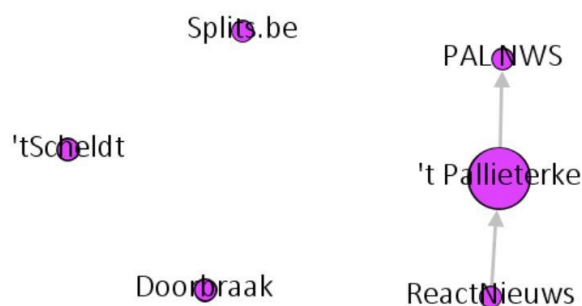 Splits.be
PAL NWS
'tScheldt
't Pallieterke
Doorbraak
ReactNieuws